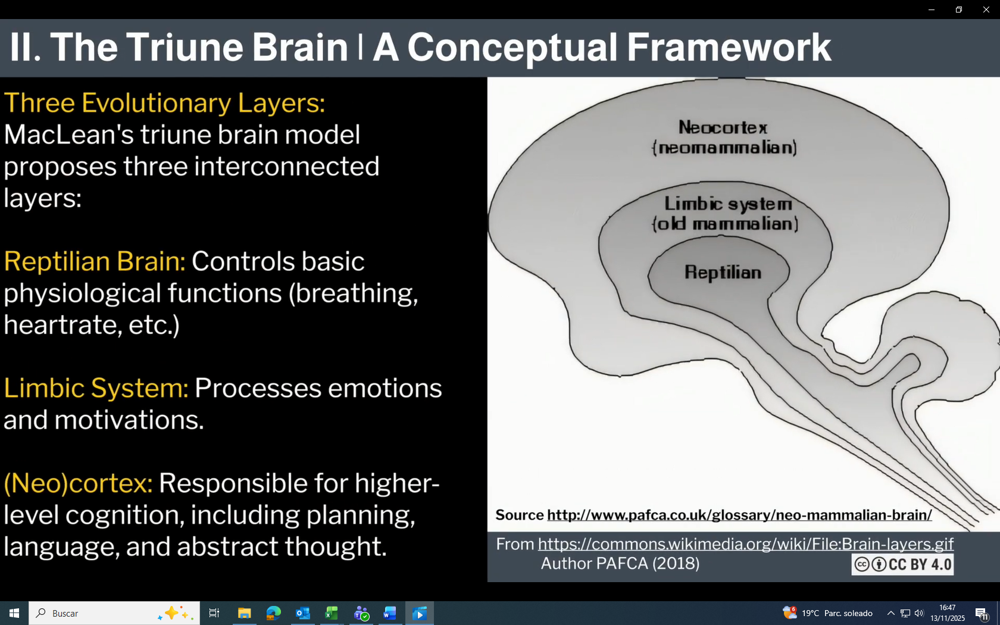 II. The Triune Brain | A Conceptual Framework
Three Evolutionary Layers:
MacLean's triune brain model
proposes three interconnected
layers:
Reptilian Brain: Controls basic
physiological functions (breathing,
heartrate, etc.)
Limbic System: Processes emotions
and motivations.
(Neo)cortex: Responsible for higher-
level cognition, including planning,
language, and abstract thought.
Neocortex
(neomammalian)
Limbic system
(old mammalian)
Reptilian
Source http://www.pafca.co.uk/glossary/neo-mammalian-brain/
From https://commons.wikimedia.org/wiki/File:Brain-layers.gif
Author PAFCA (2018)
cc CC BY 4.0
Buscar
6
19°C Parc. soleado
16:47
13/11/2025
11